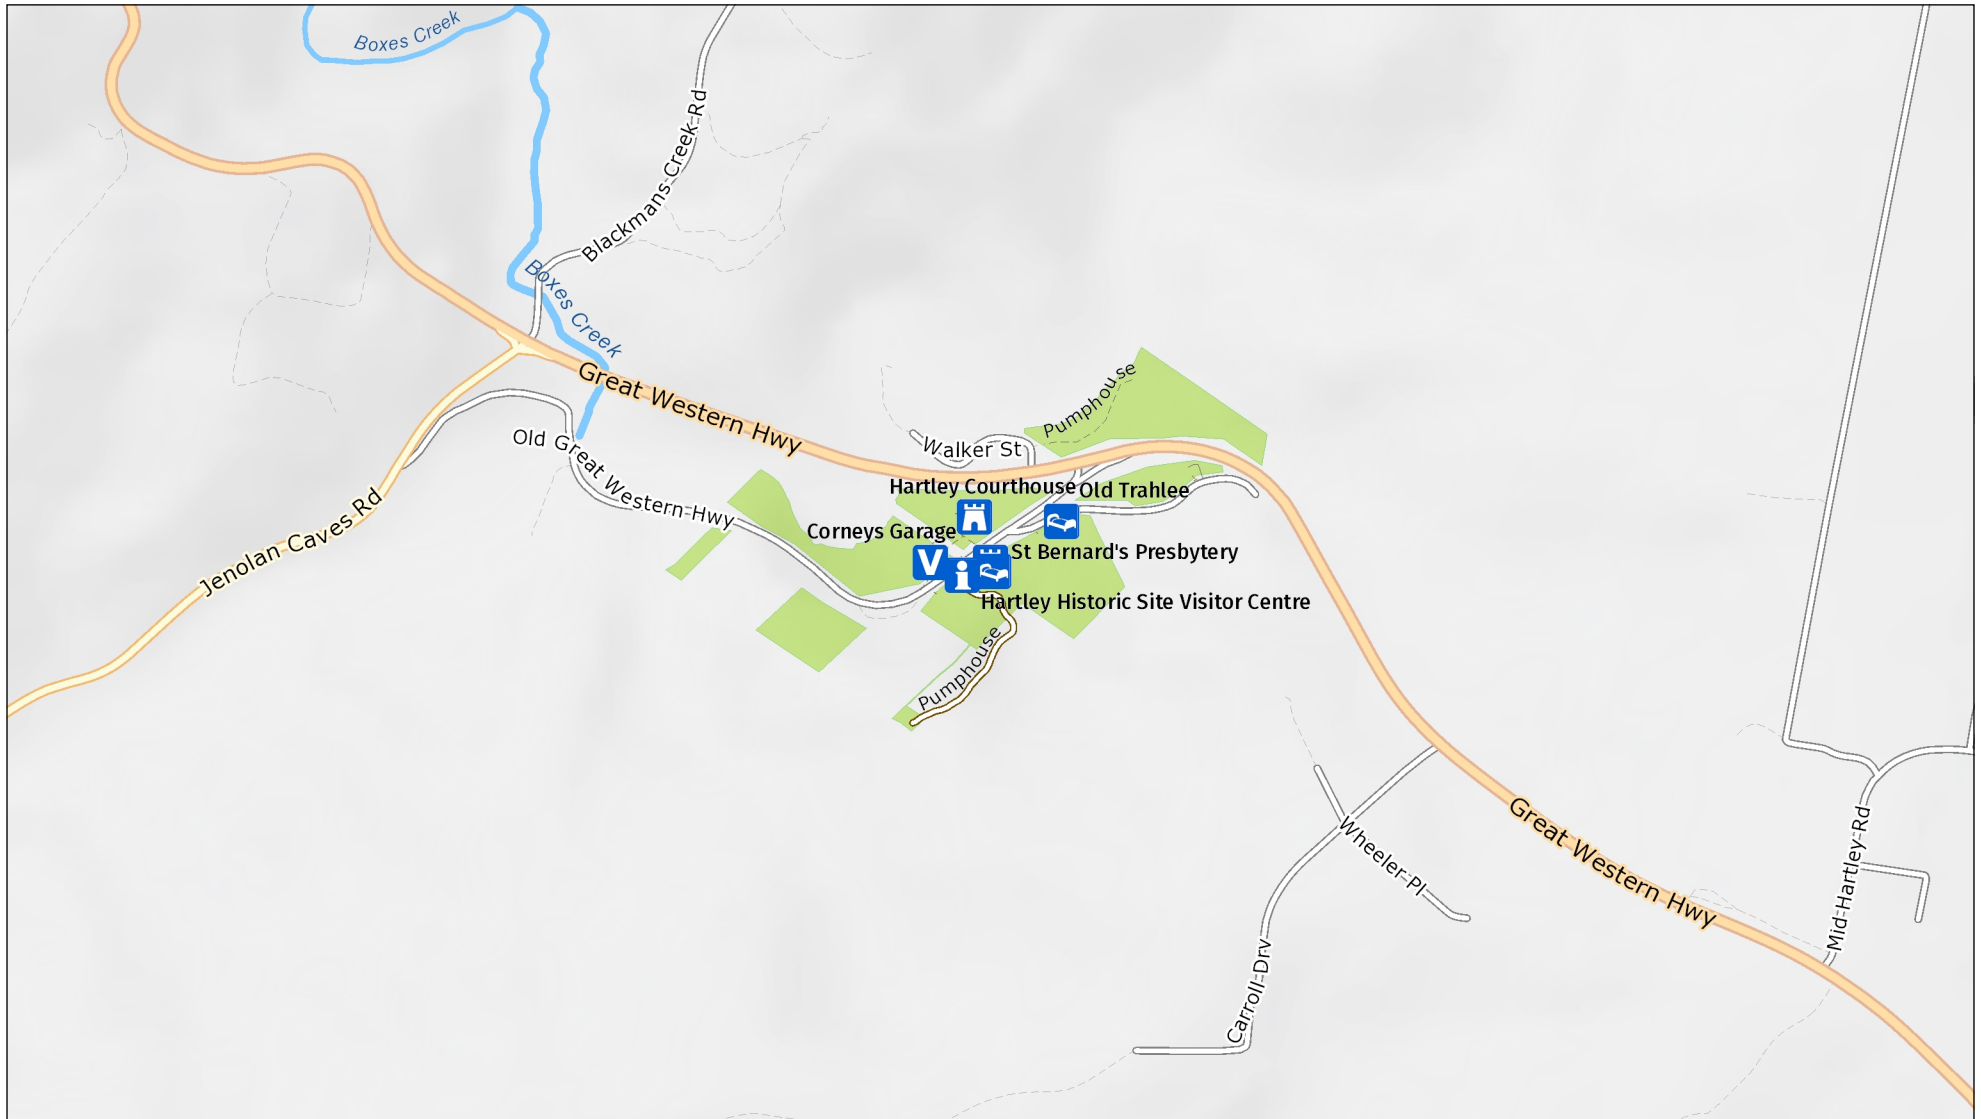 Boxes Creek
Blackmans Creek Rd
Boxes Creek
Great Western Hwy
Pumphouse
Old Great Western Hwy
Walker St
Hartley Courthouse
Old Trahlee
Jenolan Caves Rd
Corneys Garage
V
i
St Bernard's Presbytery
Hartley Historic Site Visitor Centre
Pumphouse
Great Western Hwy
Wheeler Pl
Mid Hartley Rd
Carroll Drv